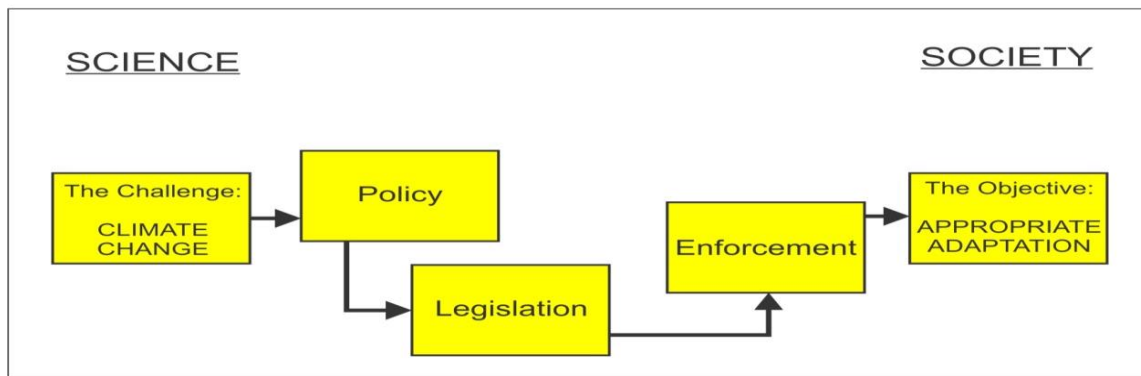 SCIENCE
SOCIETY
The Challenge:
CLIMATE
CHANGE
Policy
Legislation
Enforcement
The Objective:
APPROPRIATE
ADAPTATION